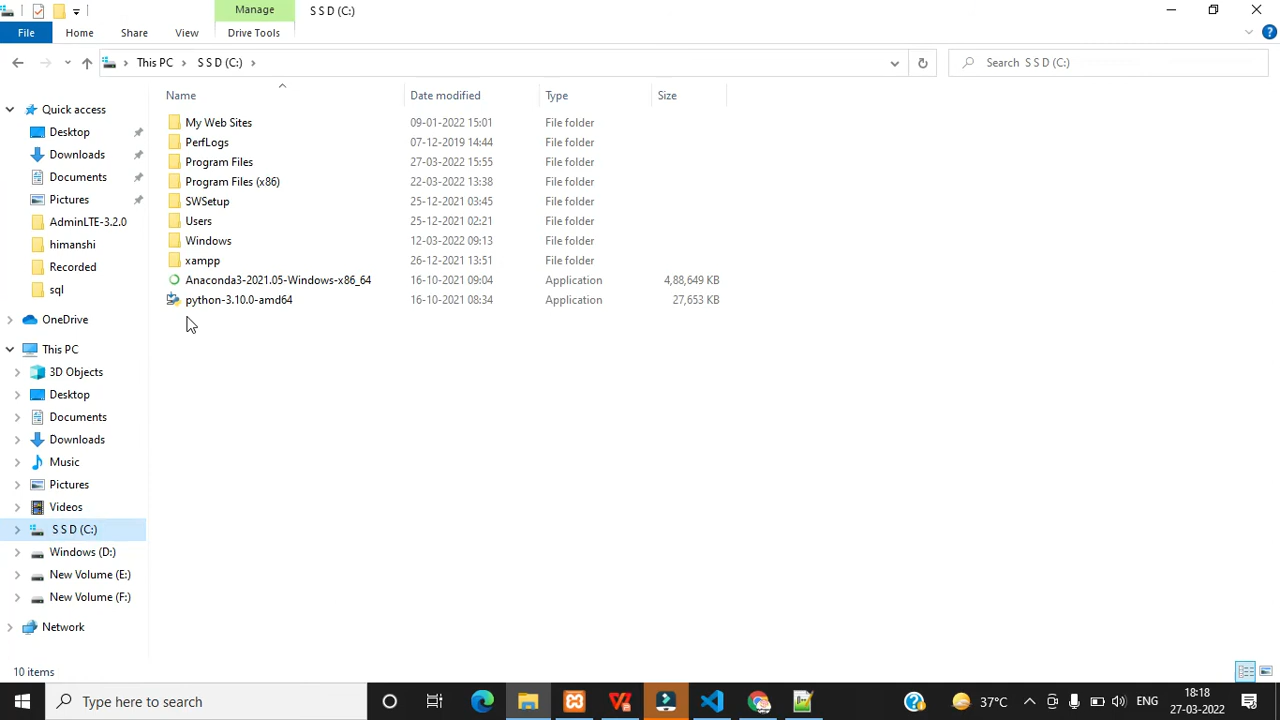 Manage
S S D (C:)
File
Home
Share
View
Drive Tools
This PC
S S D (C:)
Search S S D (C:)
Name
Date modified
Type
Size
My Web Sites
09-01-2022 15:01
File folder
PerfLogs
07-12-2019 14:44
File folder
Program Files
27-03-2022 15:55
File folder
Program Files (x86)
22-03-2022 13:38
File folder
SWSetup
25-12-2021 03:45
File folder
Users
25-12-2021 02:21
File folder
Windows
12-03-2022 09:13
File folder
xampp
26-12-2021 13:51
File folder
Anaconda3-2021.05-Windows-x86_64
16-10-2021 09:04
Application
4,88,649 KB
python-3.10.0-amd64
16-10-2021 08:34
Application
27,653 KB
Quick access
Desktop
Downloads
Documents
Pictures
AdminLTE-3.2.0
himanshi
Recorded
sql
OneDrive
This PC
3D Objects
Desktop
Documents
Downloads
Music
Pictures
Videos
S S D (C:)
Windows (D:)
New Volume (E:)
New Volume (F:)
Network
10 items
Type here to search
37°C
ENG
18:18
27-03-2022